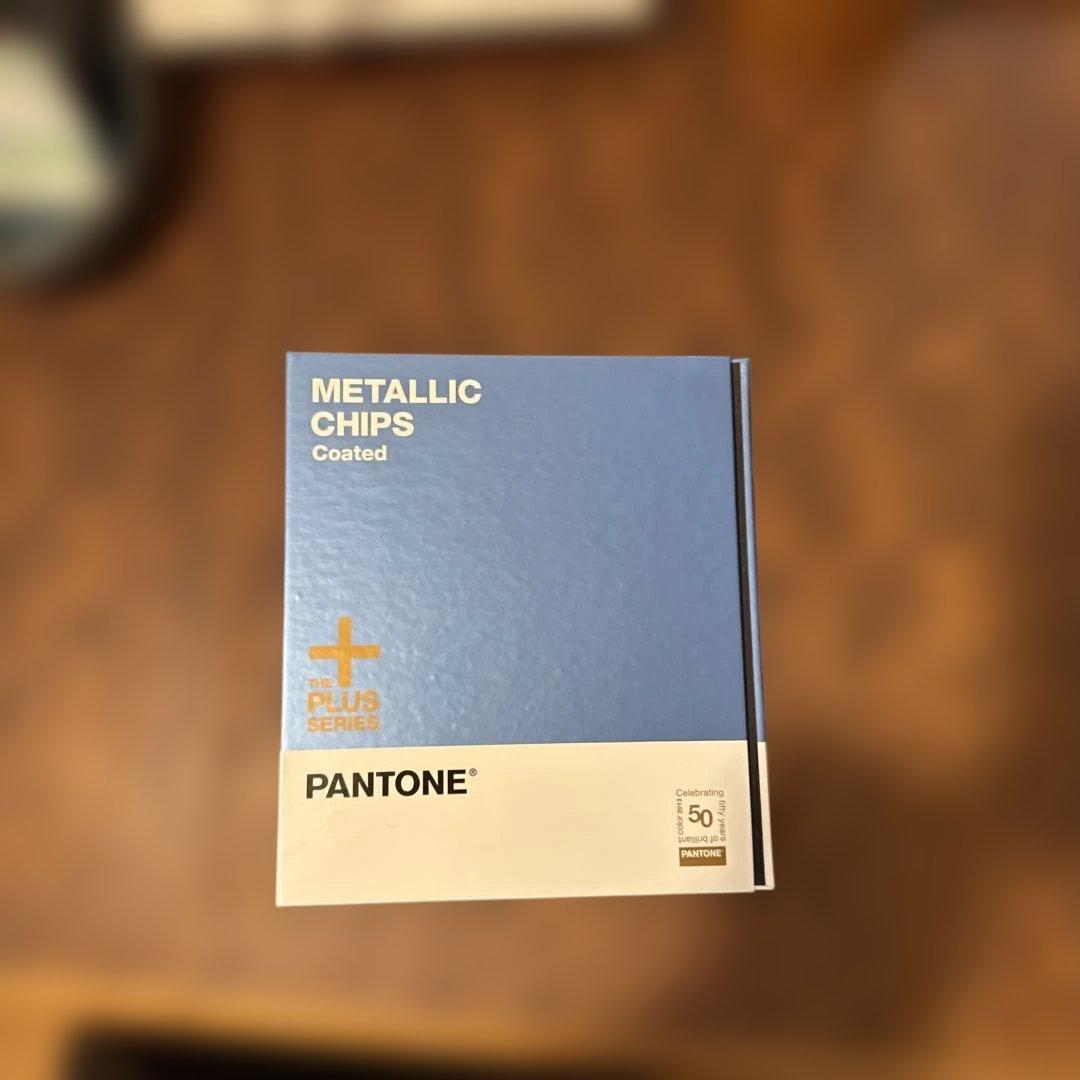 METALLIC
CHIPS
Coated
THE
PLUS
SERIES
PANTONE®
Celebrating
fifty years
of brilliant
color 2013
50
PANTONE®